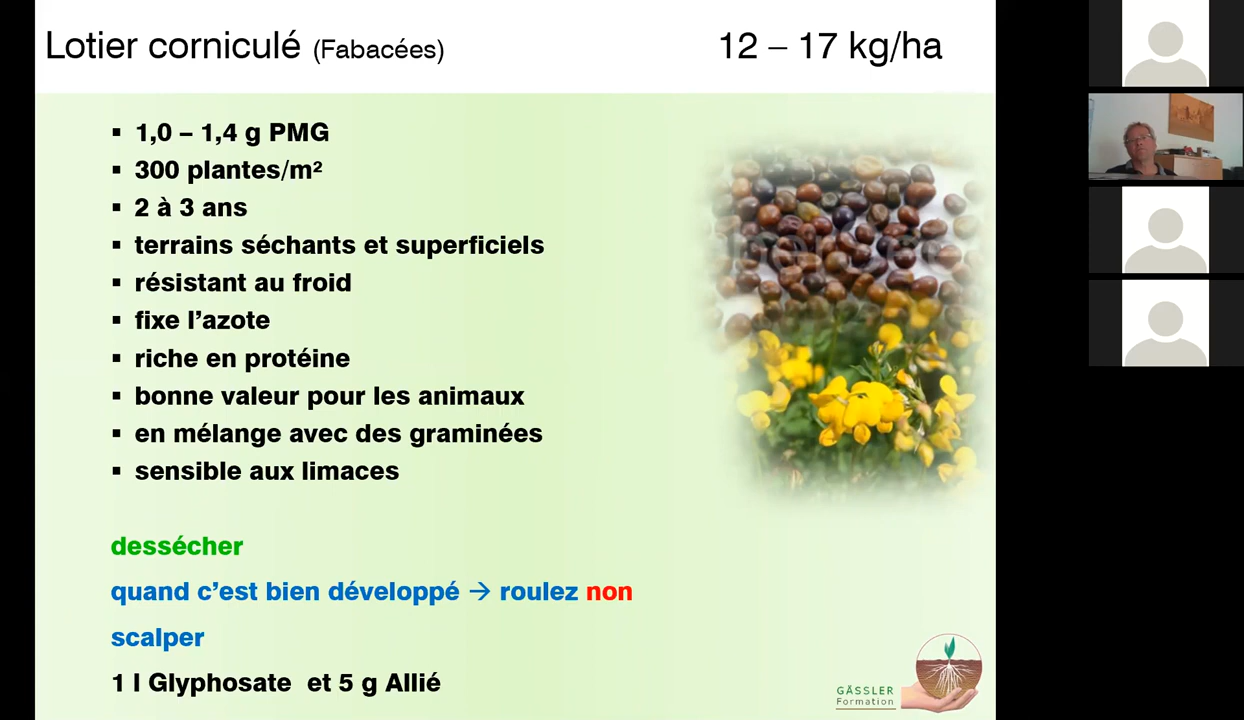 Lotier corniculé (Fabacées) 12 – 17 kg/ha
▪ 1,0 – 1,4 g PMG
▪ 300 plantes/m²
▪ 2 à 3 ans
▪ terrains séchants et superficiels
▪ résistant au froid
▪ fixe l’azote
▪ riche en protéine
▪ bonne valeur pour les animaux
▪ en mélange avec des graminées
▪ sensible aux limaces
dessécher
quand c’est bien développé → roulez non
scalper
1 l Glyphosate et 5 g Allié
GÄSSLER
Formation